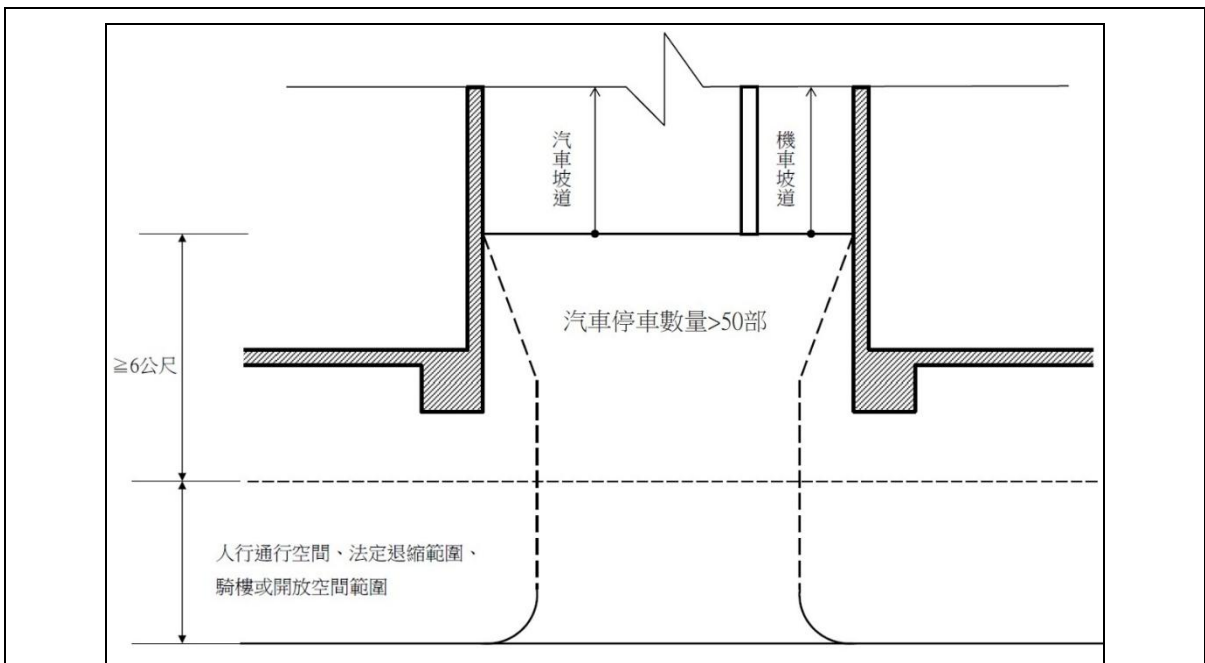 汽車坡道
機車坡道
汽車停車數量>50部
≧6公尺
人行通行空間、法定退縮範圍、
騎樓或開放空間範圍